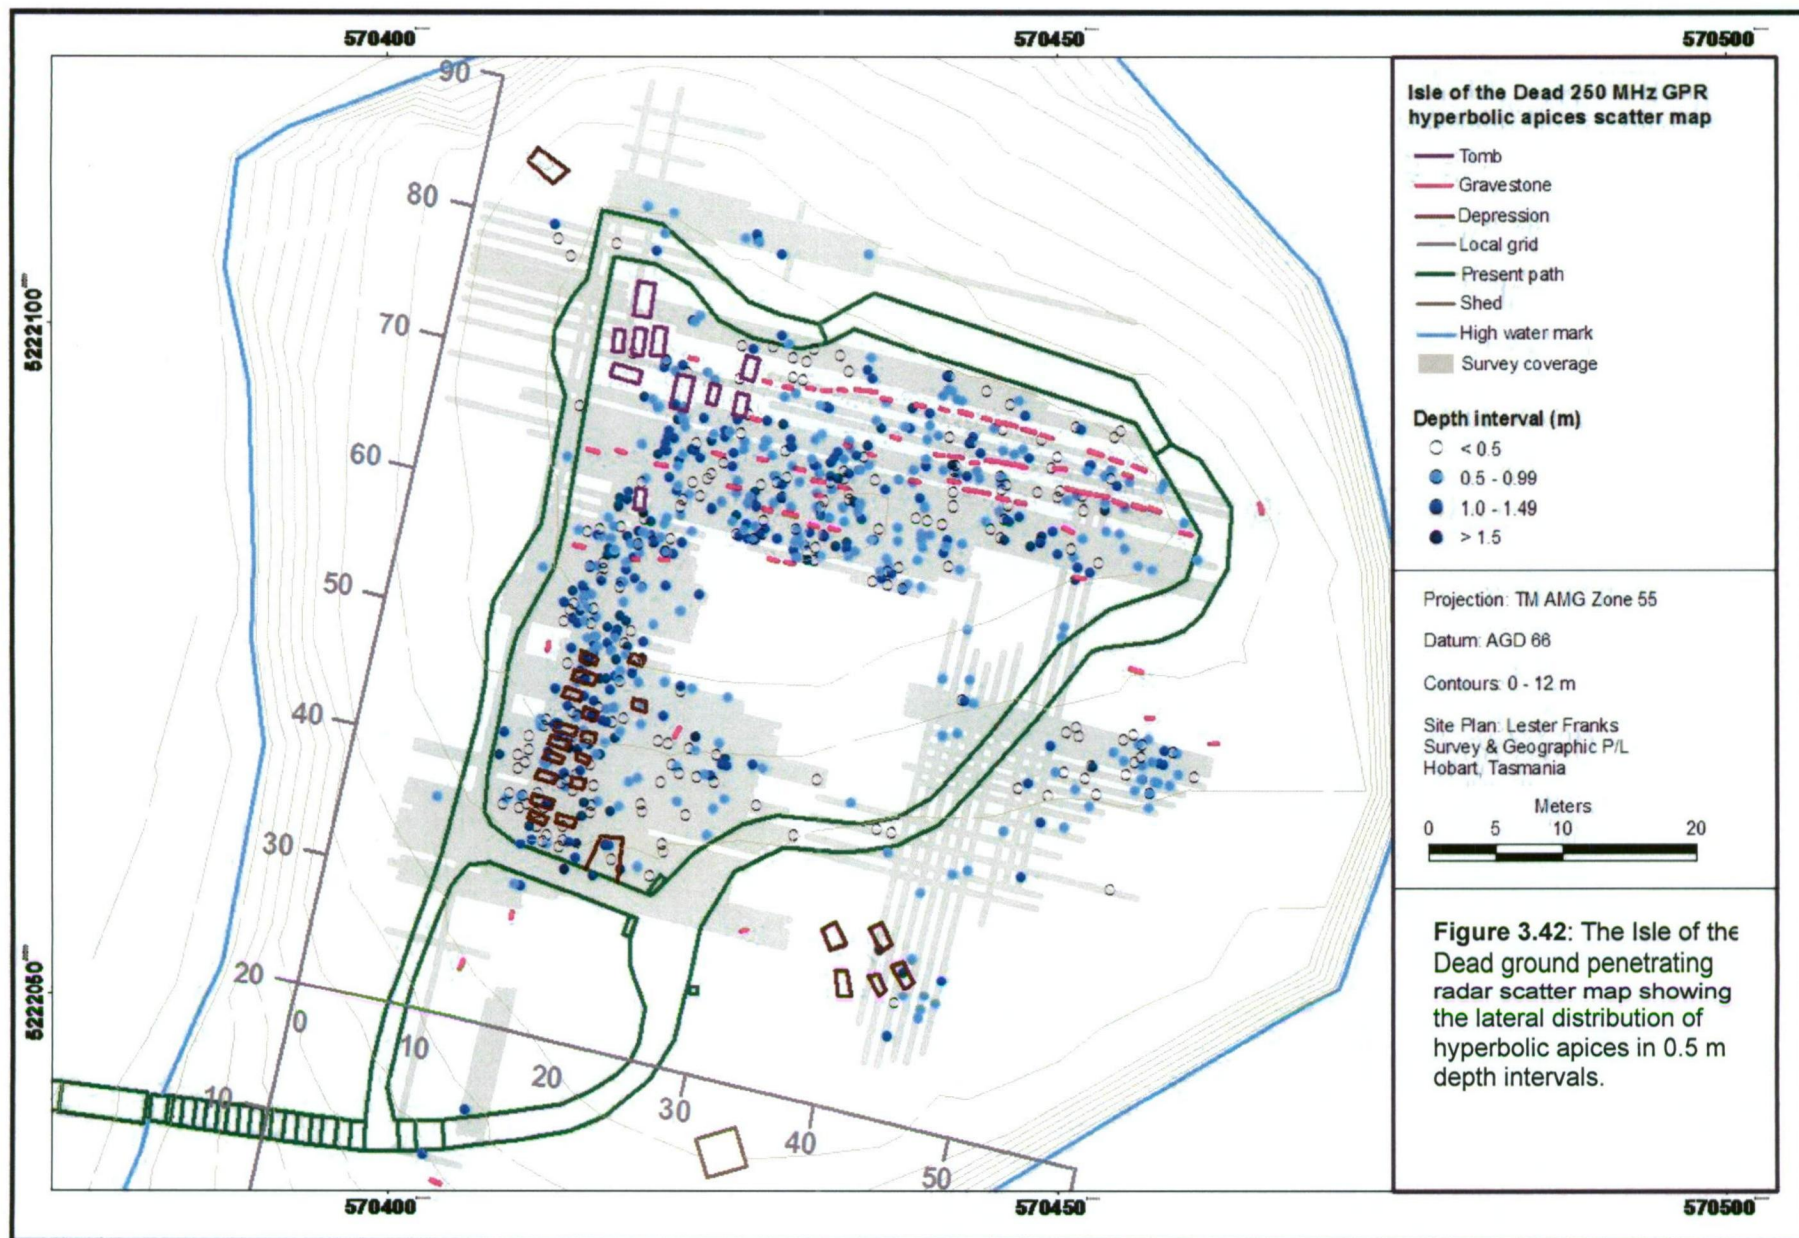 570400
570450
570500
90
80
70
60
50
40
30
20
10
0
10
20
30
40
50
5222100
5222050
570400
570450
570500
Isle of the Dead 250 MHz GPR
hyperbolic apices scatter map
Tomb
Gravestone
Depression
Local grid
Present path
Shed
High water mark
Survey coverage
Depth interval (m)
< 0.5
0.5 - 0.99
1.0 - 1.49
> 1.5
Projection: TM AMG Zone 55
Datum: AGD 66
Contours: 0 - 12 m
Site Plan: Lester Franks
Survey & Geographic P/L
Hobart, Tasmania
Meters
0 5 10 20
Figure 3.42: The Isle of the
Dead ground penetrating
radar scatter map showing
the lateral distribution of
hyperbolic apices in 0.5 m
depth intervals.